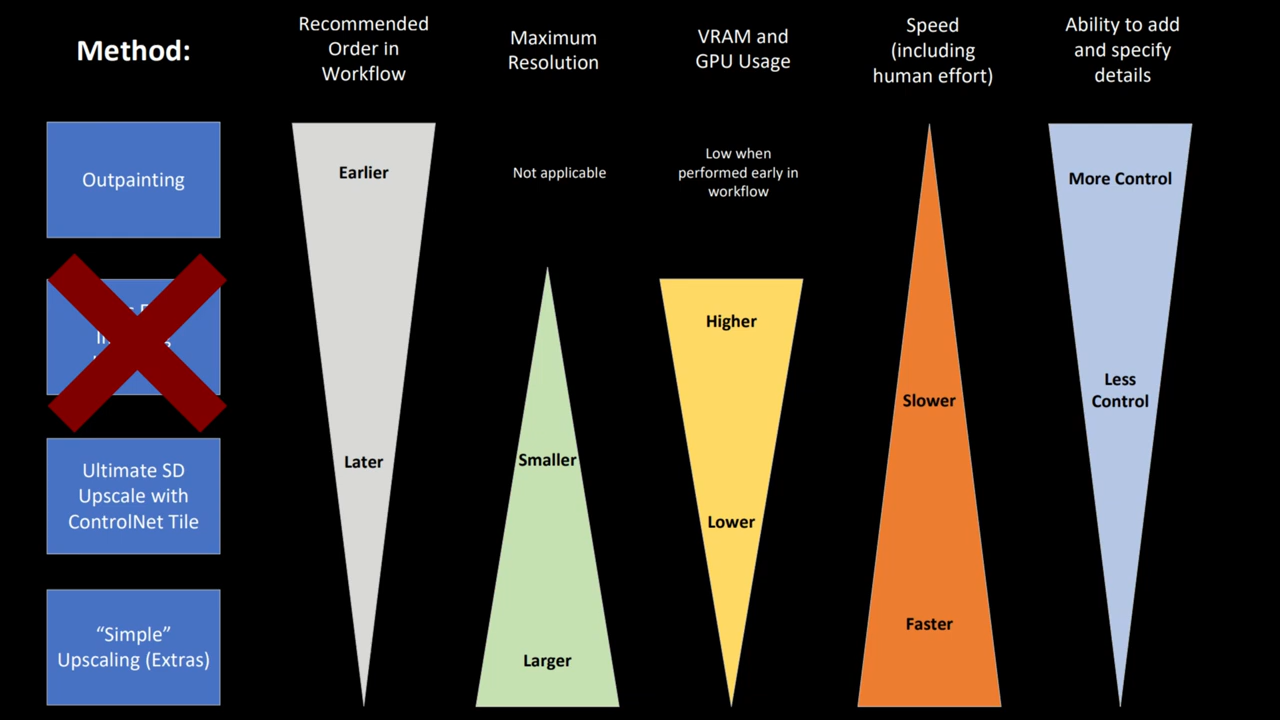 Method:
Recommended
Order in
Workflow
Maximum
Resolution
VRAM and
GPU Usage
Speed
(including
human effort)
Ability to add
and specify
details
Outpainting
Earlier
Not applicable
Low when
performed early in
workflow
More Control
Higher
Slower
Less
Control
Ultimate SD
Upscale with
ControlNet Tile
Later
Smaller
Lower
"Simple"
Upscaling (Extras)
Larger
Faster